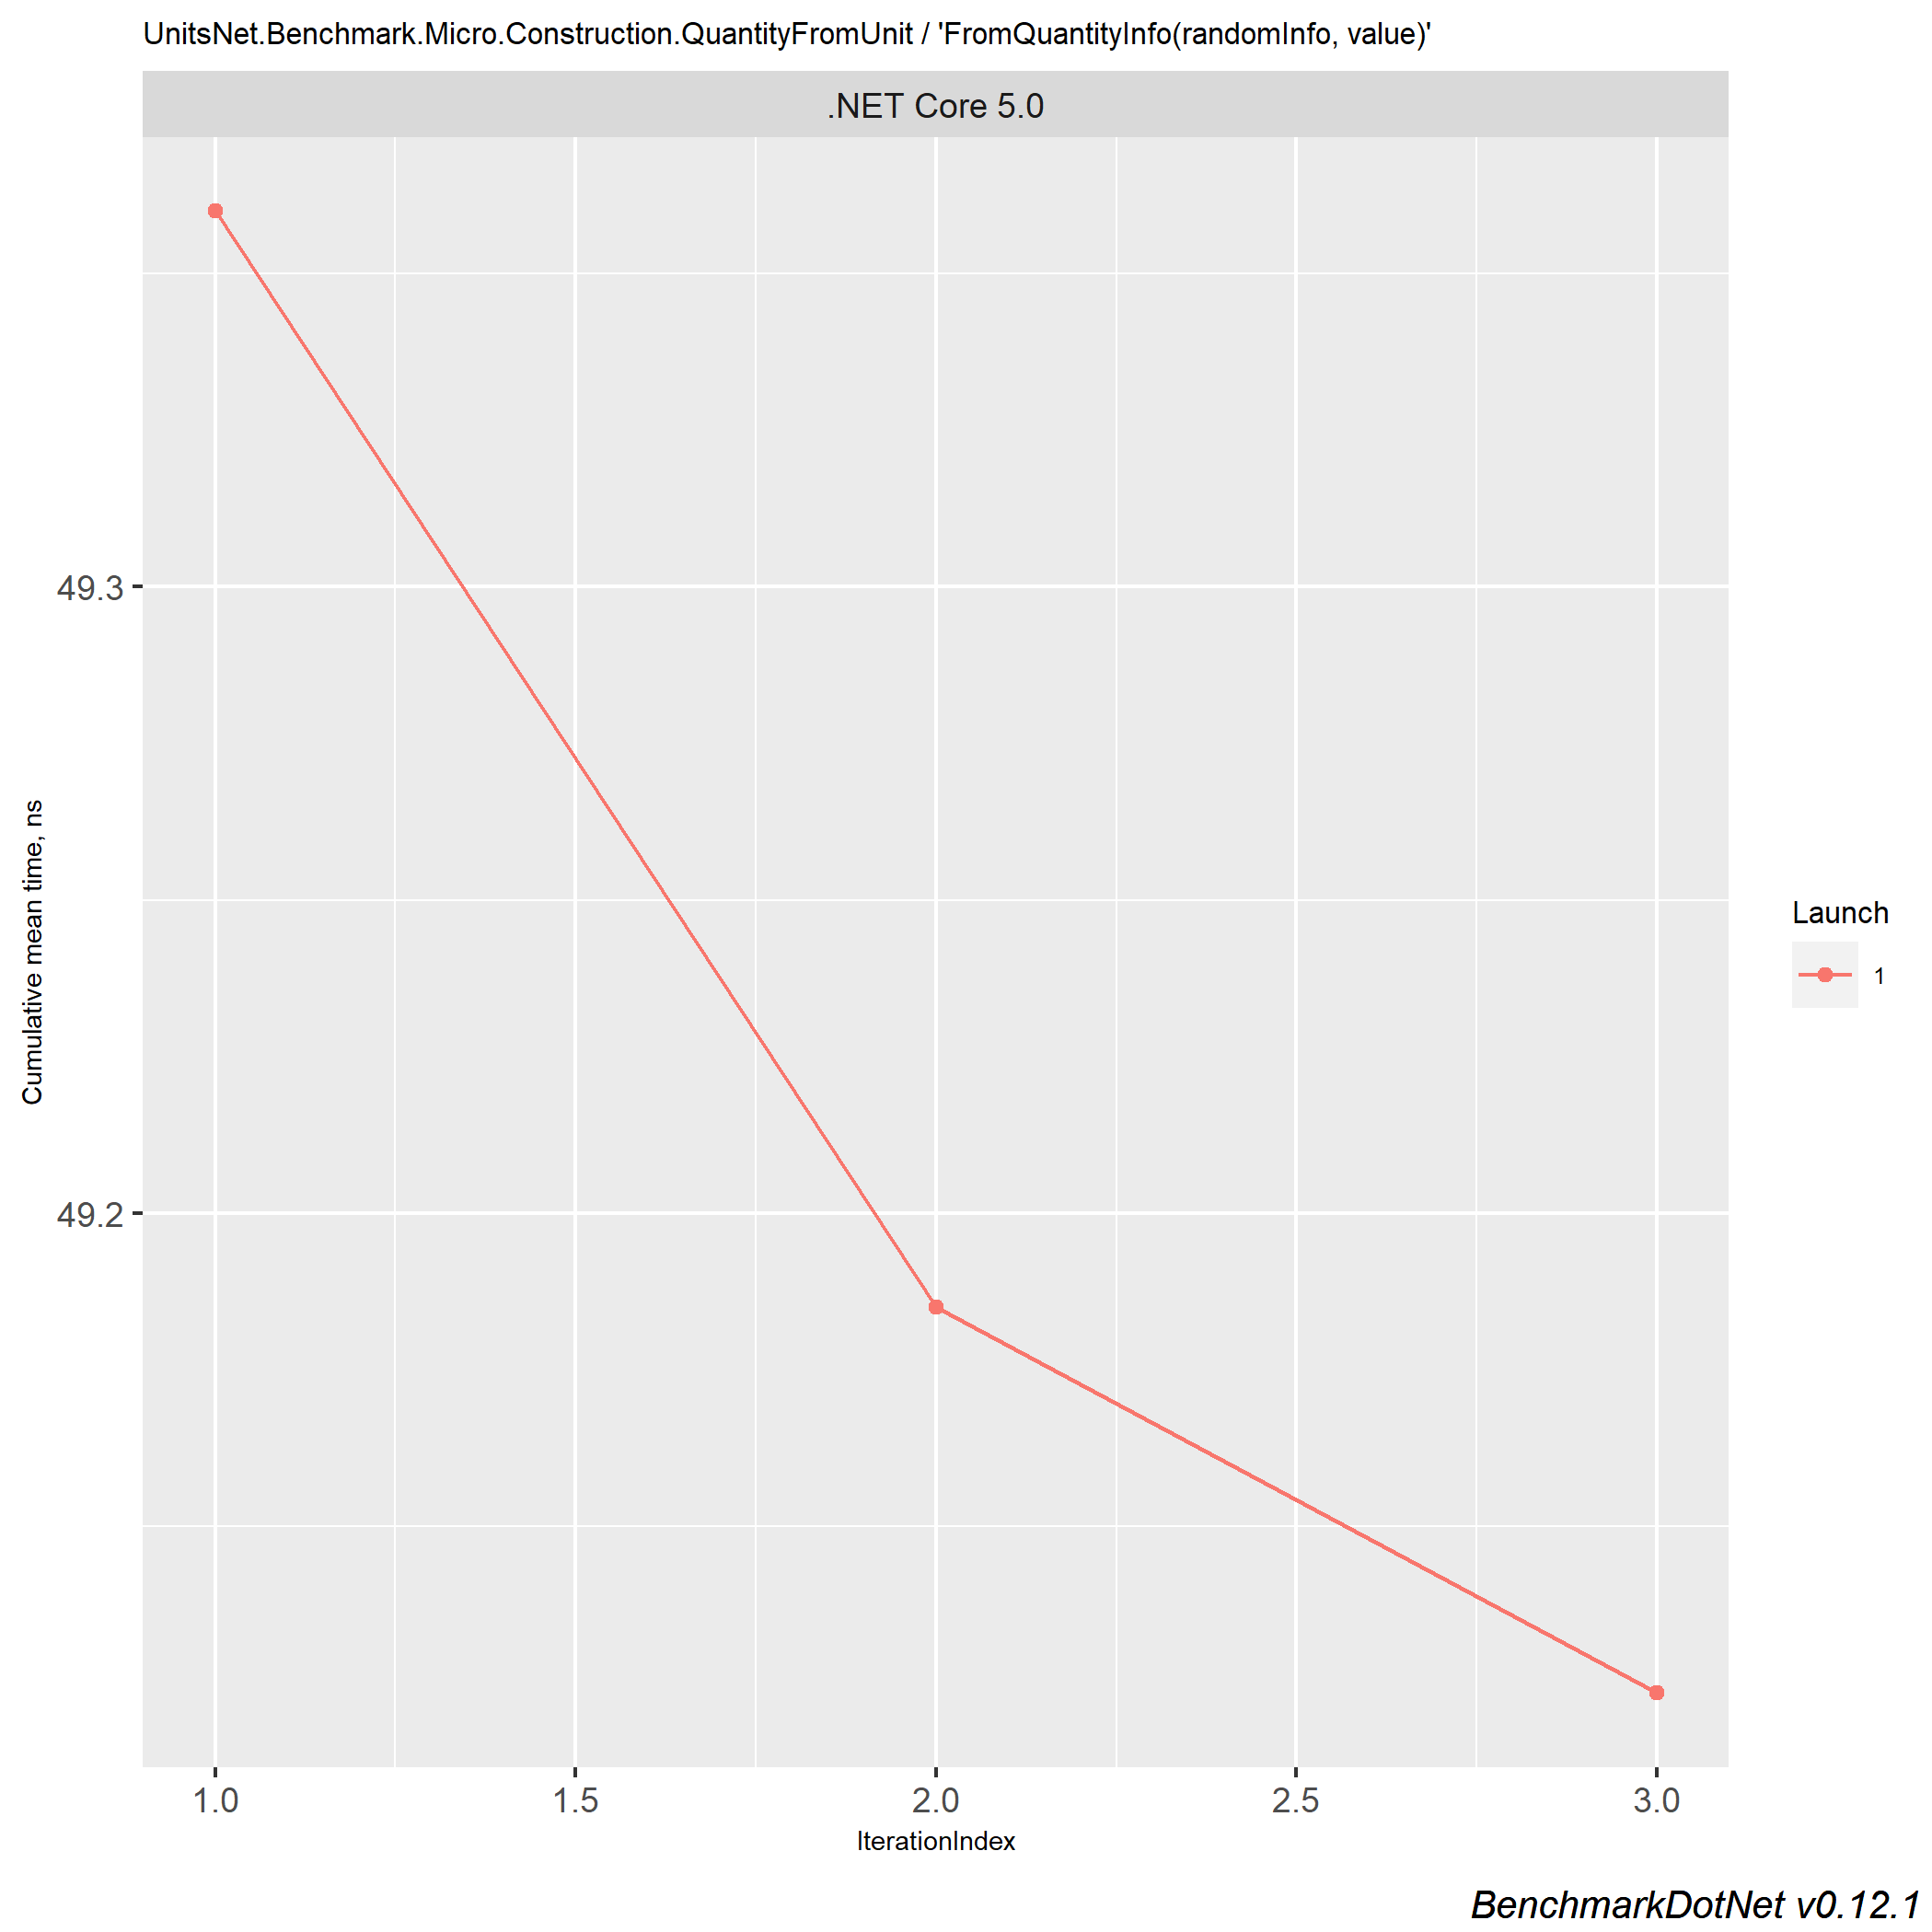 UnitsNet.Benchmark.Micro.Construction.QuantityFromUnit / 'FromQuantityInfo(randomInfo, value)'
.NET Core 5.0
Cumulative mean time, ns
49.3
49.2
1.0 1.5 2.0 2.5 3.0
IterationIndex
Launch
1
BenchmarkDotNet v0.12.1